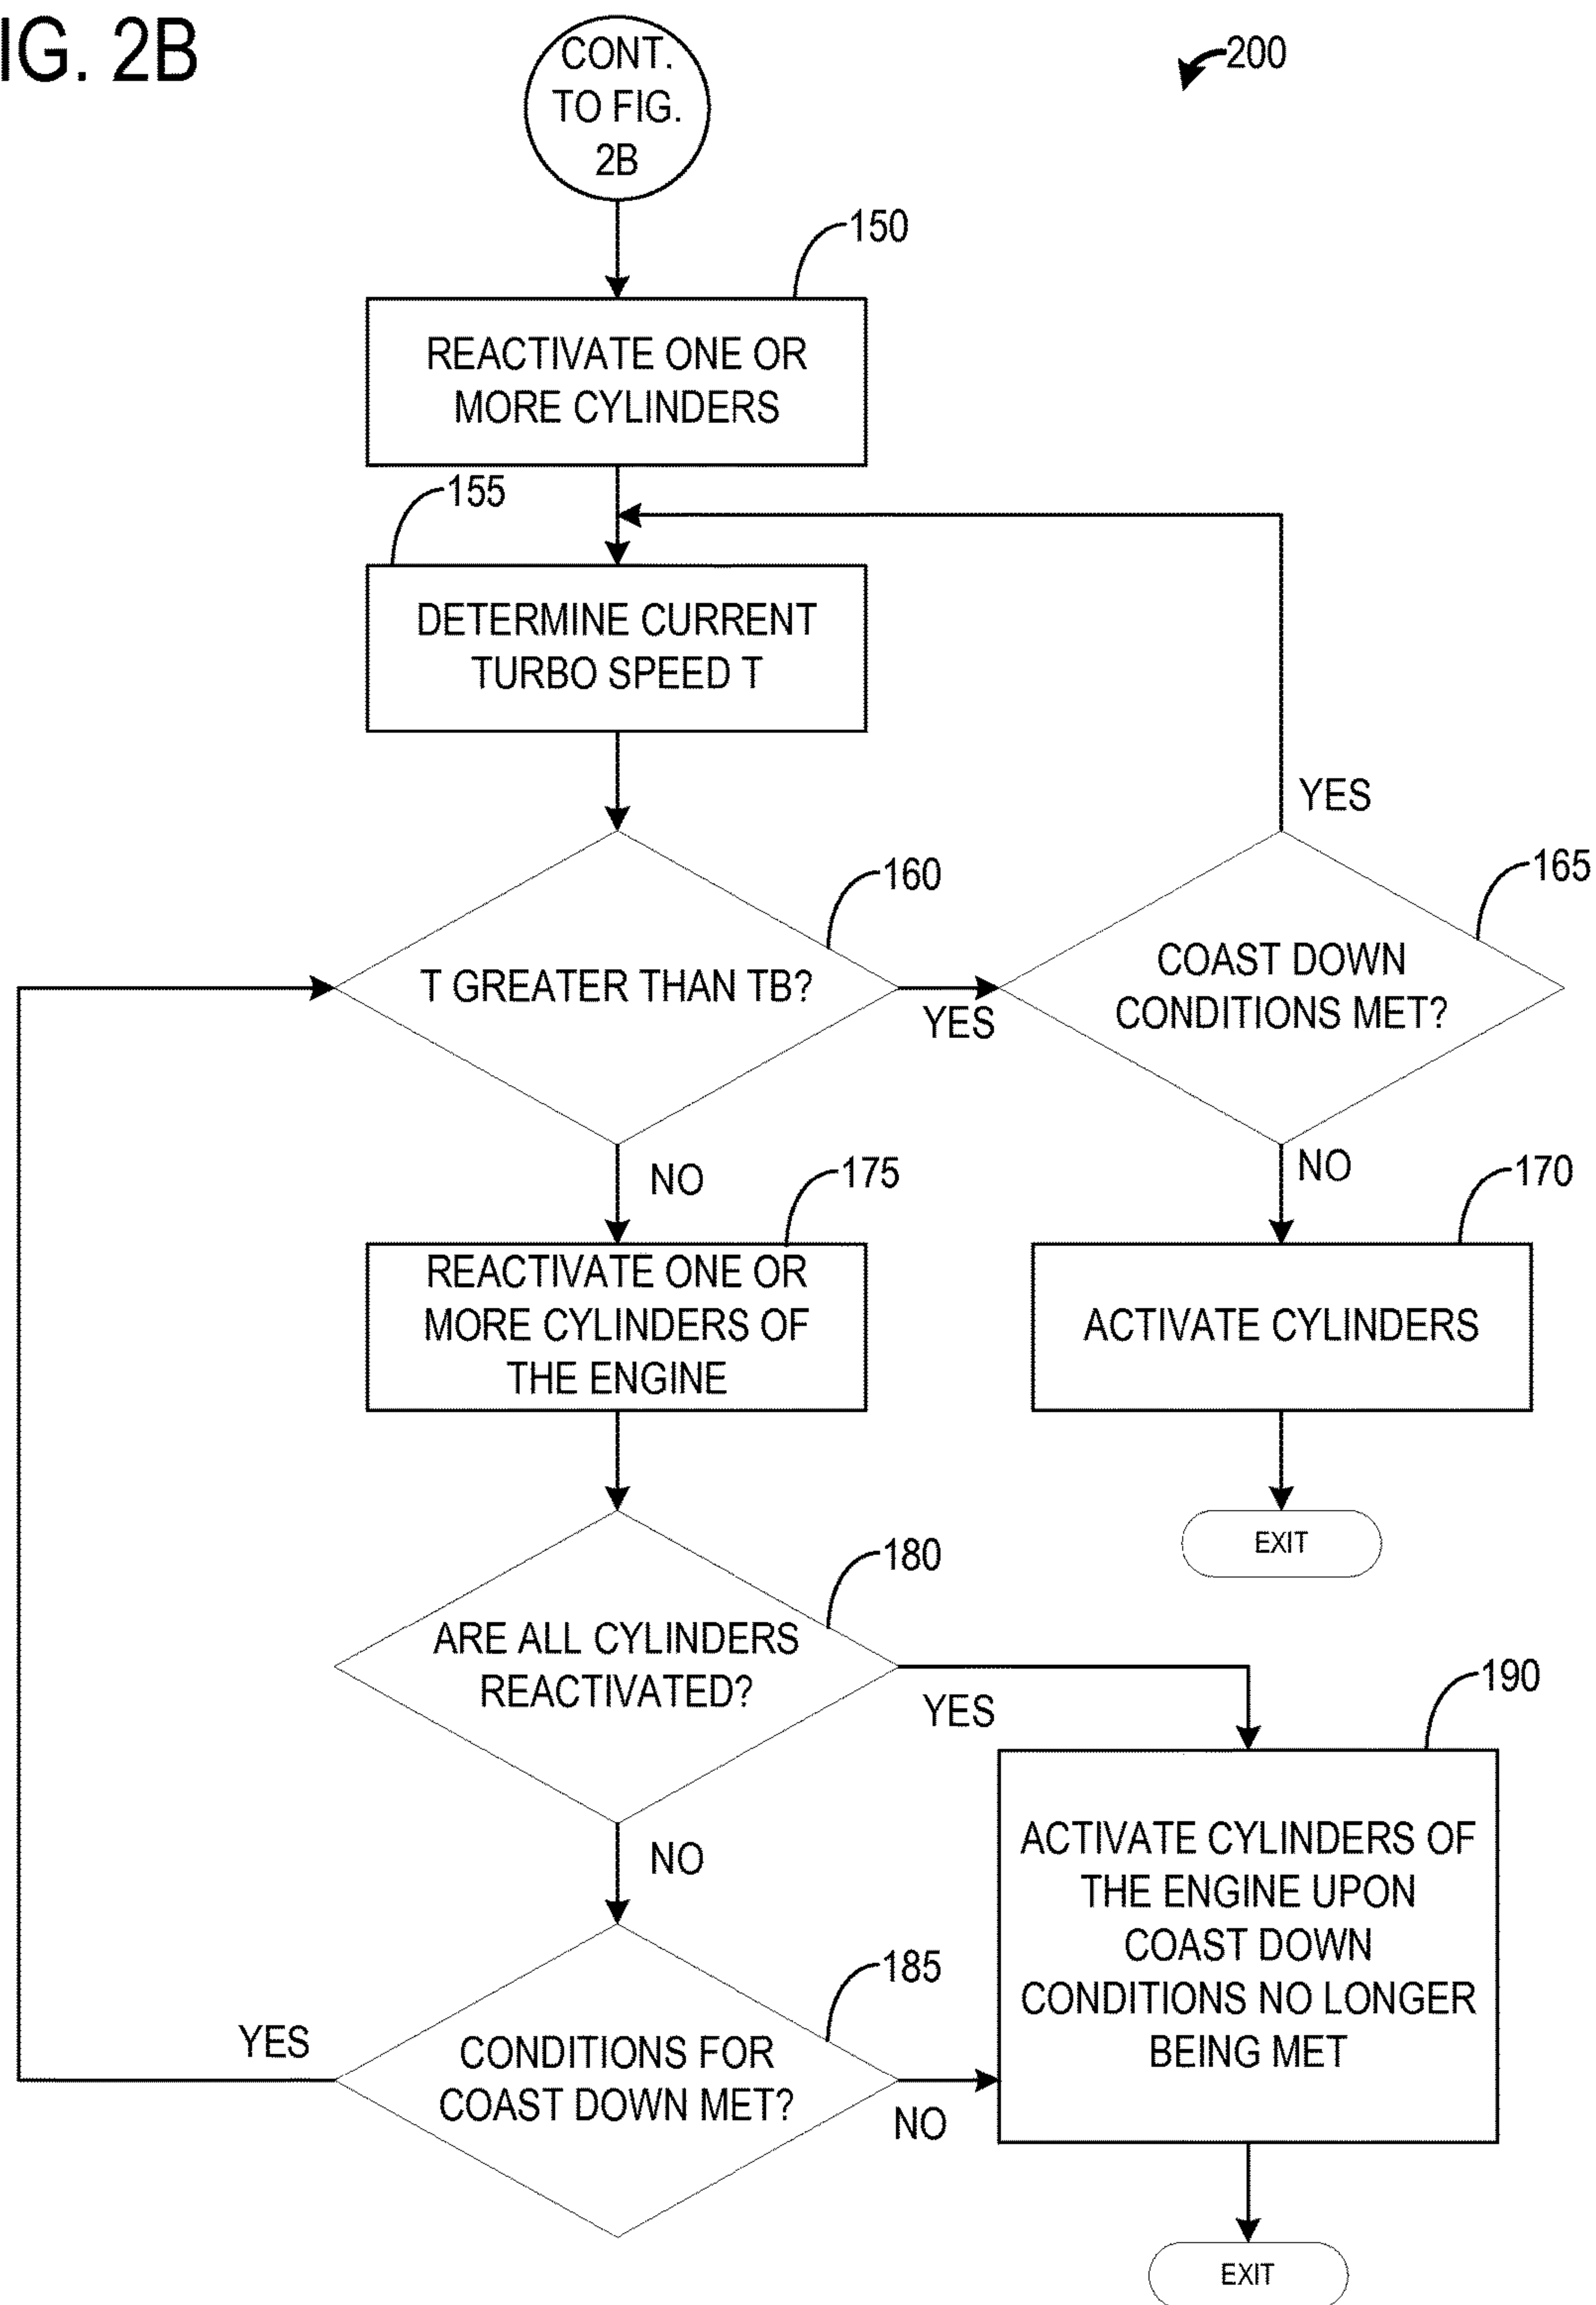 IG. 2B
200
CONT.
TO FIG.
2B
150
REACTIVATE ONE OR
MORE CYLINDERS
155
DETERMINE CURRENT
TURBO SPEED T
YES
160
165
T GREATER THAN TB?
YES
COAST DOWN
CONDITIONS MET?
NO
175
NO
170
REACTIVATE ONE OR
MORE CYLINDERS OF
THE ENGINE
ACTIVATE CYLINDERS
EXIT
180
ARE ALL CYLINDERS
REACTIVATED?
YES
190
NO
ACTIVATE CYLINDERS OF
THE ENGINE UPON
COAST DOWN
CONDITIONS NO LONGER
BEING MET
185
YES
CONDITIONS FOR
COAST DOWN MET?
NO
EXIT